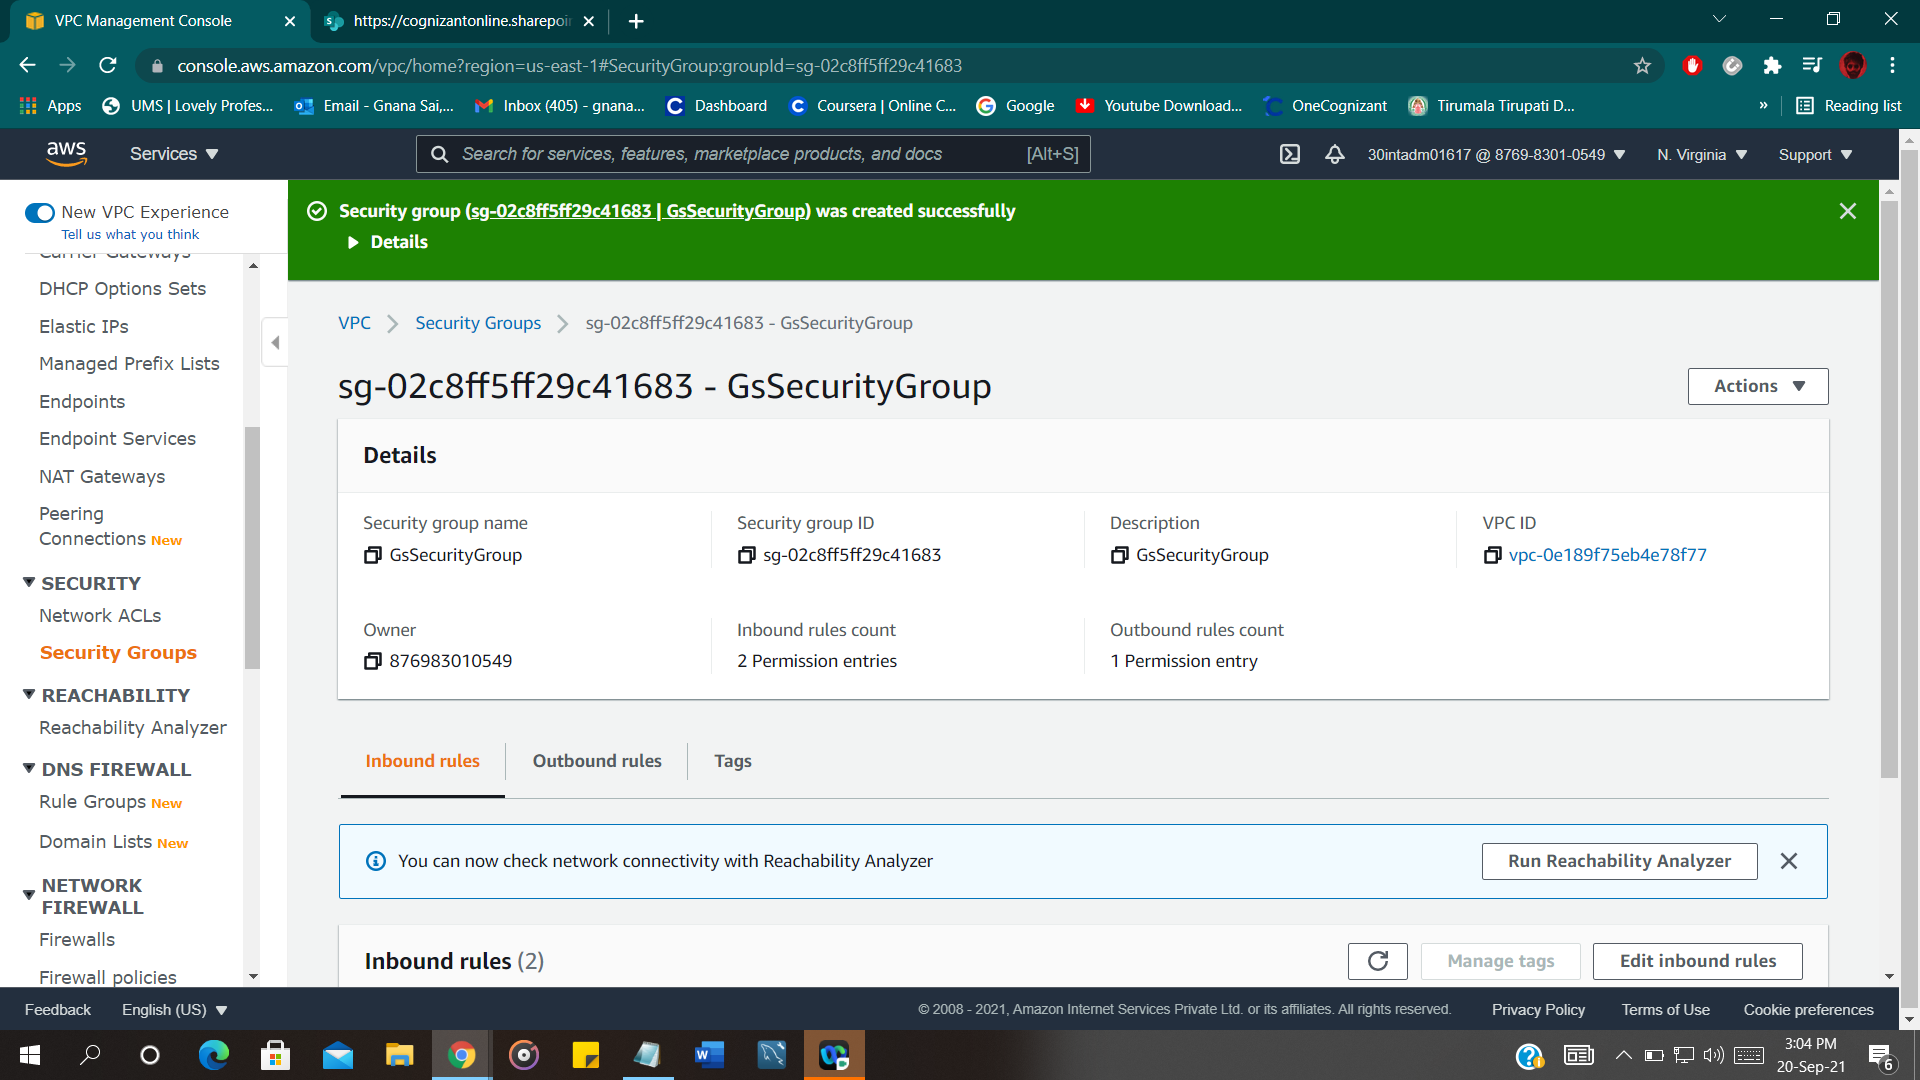 VPC Management Console
https://cognizantonline.sharepoin
console.aws.amazon.com/vpc/home?region=us-east-1#SecurityGroup:groupId=sg-02c8ff5ff29c41683
Apps
UMS | Lovely Profes...
Email - Gnana Sai,...
Inbox (405) - gnana...
Dashboard
Coursera | Online C...
Google
Youtube Download...
OneCognizant
Tirumala Tirupati D...
»
Reading list
aws
Services
Search for services, features, marketplace products, and docs
[Alt+S]
30intadm01617 @ 8769-8301-0549
N. Virginia
Support
New VPC Experience
Tell us what you think
Carrier Gateways
DHCP Options Sets
Elastic IPs
Managed Prefix Lists
Endpoints
Endpoint Services
NAT Gateways
Peering
Connections New
SECURITY
Network ACLs
Security Groups
REACHABILITY
Reachability Analyzer
DNS FIREWALL
Rule Groups New
Domain Lists New
NETWORK
FIREWALL
Firewalls
Firewall policies
Security group (sg-02c8ff5ff29c41683 | GsSecurityGroup) was created successfully
Details
VPC
Security Groups
sg-02c8ff5ff29c41683 - GsSecurityGroup
sg-02c8ff5ff29c41683 - GsSecurityGroup
Actions
Details
Security group name
GsSecurityGroup
Security group ID
sg-02c8ff5ff29c41683
Description
GsSecurityGroup
VPC ID
vpc-0e189f75eb4e78f77
Owner
876983010549
Inbound rules count
2 Permission entries
Outbound rules count
1 Permission entry
Inbound rules
Outbound rules
Tags
You can now check network connectivity with Reachability Analyzer
Run Reachability Analyzer
Inbound rules (2)
Manage tags
Edit inbound rules
Feedback
English (US)
© 2008 - 2021, Amazon Internet Services Private Ltd. or its affiliates. All rights reserved.
Privacy Policy
Terms of Use
Cookie preferences
3:04 PM
20-Sep-21
6